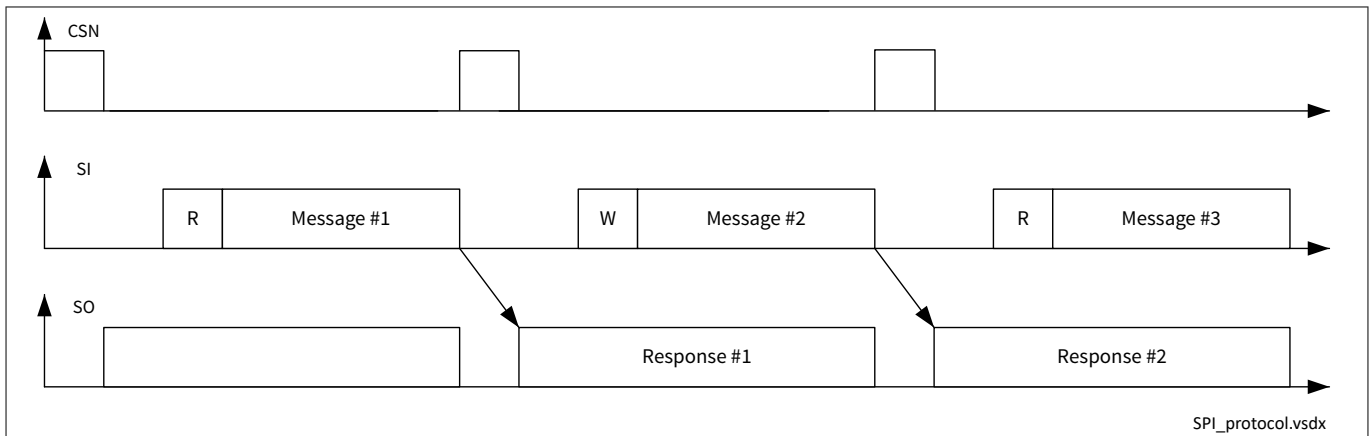 CSN
SI
R Message #1 W Message #2 R Message #3
SO
Response #1 Response #2
SPI_protocol.vsdx